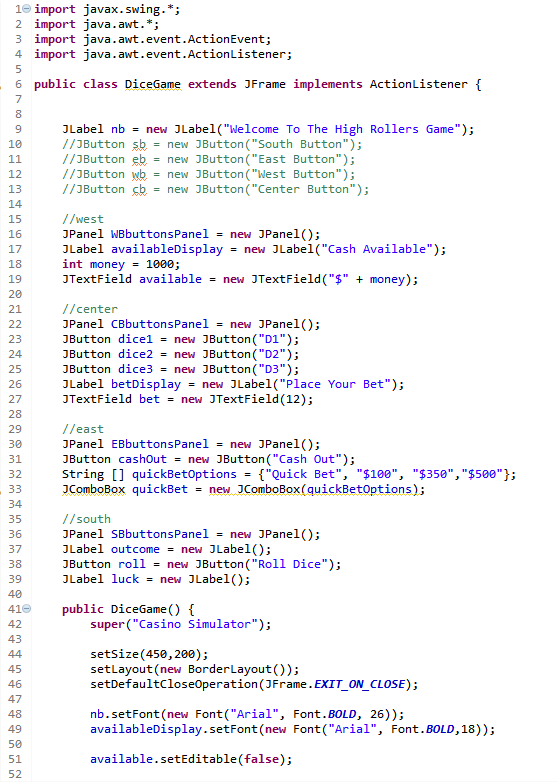 1 import javax.swing.*;
2 import java.awt.*;
3 import java.awt.event.ActionEvent;
4 import java.awt.event.ActionListener;
5
6 public class DiceGame extends JFrame implements ActionListener {
7
8
9 JLabel nb = new JLabel("Welcome To The High Rollers Game");
10 //JButton sb = new JButton("South Button");
11 //JButton eb = new JButton("East Button");
12 //JButton wb = new JButton("West Button");
13 //JButton cb = new JButton("Center Button");
14
15 //west
16 JPanel WBbuttonsPanel = new JPanel();
17 JLabel availableDisplay = new JLabel("Cash Available");
18 int money = 1000;
19 JTextField available = new JTextField("$" + money);
20
21 //center
22 JPanel CBbuttonsPanel = new JPanel();
23 JButton dice1 = new JButton("D1");
24 JButton dice2 = new JButton("D2");
25 JButton dice3 = new JButton("D3");
26 JLabel betDisplay = new JLabel("Place Your Bet");
27 JTextField bet = new JTextField(12);
28
29 //east
30 JPanel EBbuttonsPanel = new JPanel();
31 JButton cashOut = new JButton("Cash Out");
32 String [] quickBetOptions = {"Quick Bet", "$100", "$350","$500"};
33 JComboBox quickBet = new JComboBox(quickBetOptions);
34
35 //south
36 JPanel SBbuttonsPanel = new JPanel();
37 JLabel outcome = new JLabel();
38 JButton roll = new JButton("Roll Dice");
39 JLabel luck = new JLabel();
40
41 public DiceGame() {
42 super("Casino Simulator");
43
44 setSize(450,200);
45 setLayout(new BorderLayout());
46 setDefaultCloseOperation(JFrame.EXIT_ON_CLOSE);
47
48 nb.setFont(new Font("Arial", Font.BOLD, 26));
49 availableDisplay.setFont(new Font("Arial", Font.BOLD,18));
50
51 available.setEditable(false);
52